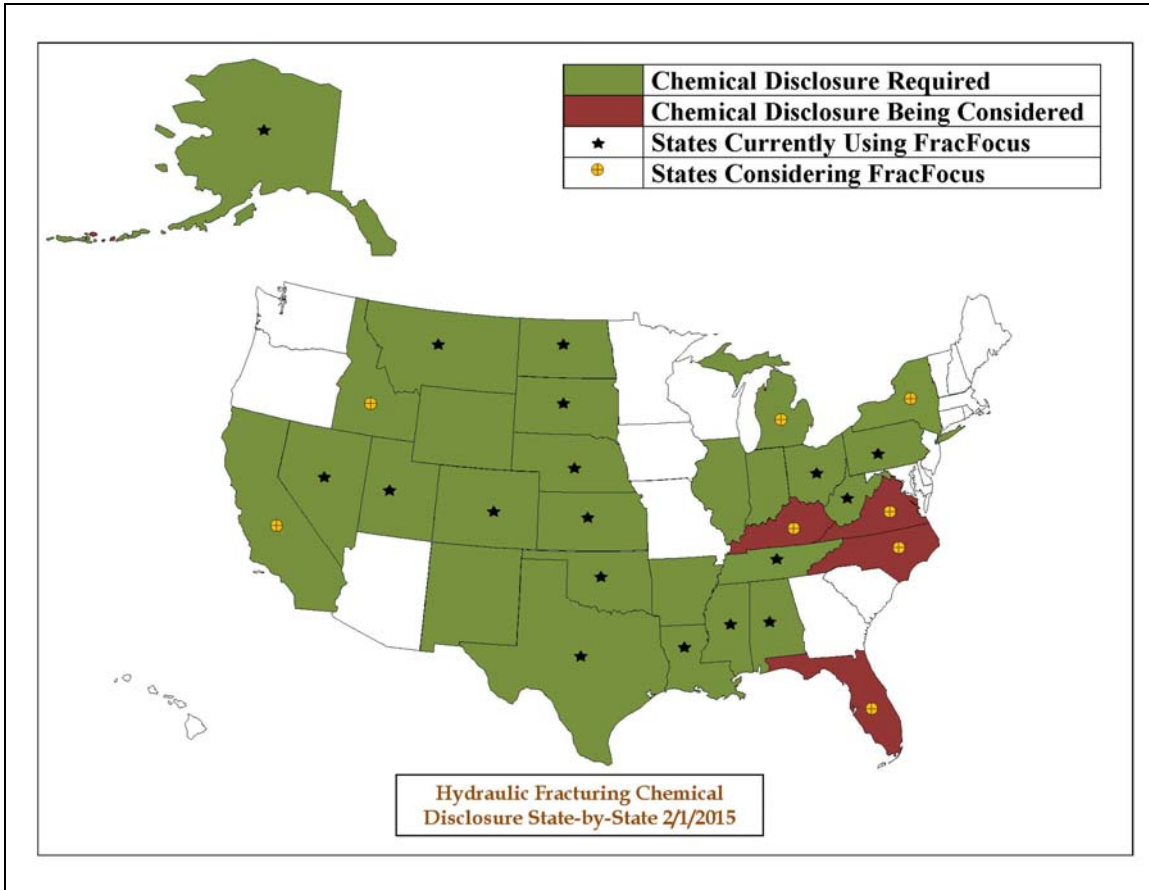 Chemical Disclosure Required
Chemical Disclosure Being Considered
States Currently Using FracFocus
States Considering FracFocus
Hydraulic Fracturing Chemical
Disclosure State-by-State 2/1/2015